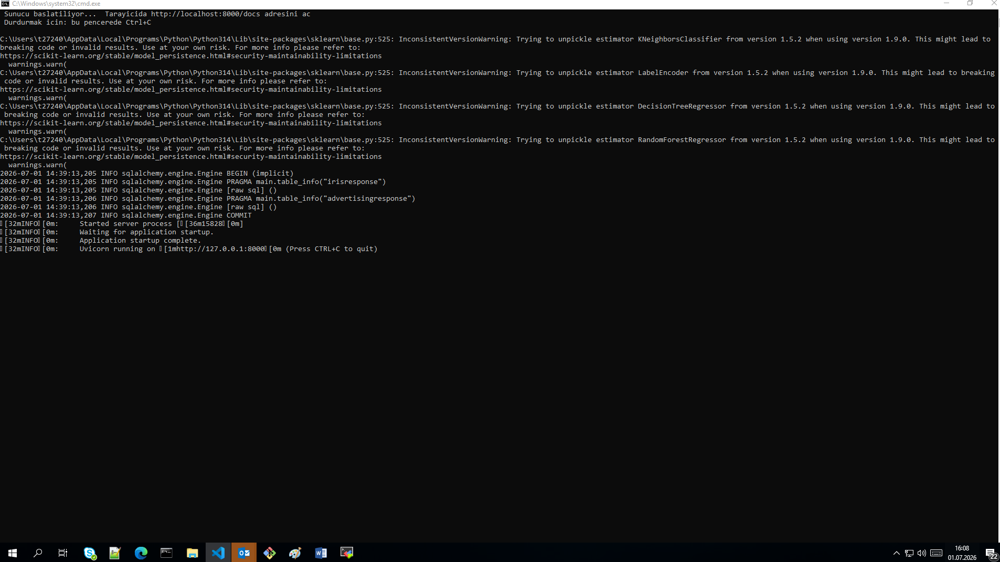 C:\Windows\system32\cmd.exe
Sunucu baslatiliyor...  Tarayicida http://localhost:8000/docs adresini ac
Durdurmak icin: bu pencerede Ctrl+C
C:\Users\t27240\AppData\Local\Programs\Python\Python314\Lib\site-packages\sklearn\base.py:525: InconsistentVersionWarning: Trying to unpickle estimator KNeighborsClassifier from version 1.5.2 when using version 1.9.0. This might lead to
breaking code or invalid results. Use at your own risk. For more info please refer to:
https://scikit-learn.org/stable/model_persistence.html#security-maintainability-limitations
  warnings.warn(
C:\Users\t27240\AppData\Local\Programs\Python\Python314\Lib\site-packages\sklearn\base.py:525: InconsistentVersionWarning: Trying to unpickle estimator LabelEncoder from version 1.5.2 when using version 1.9.0. This might lead to breaking
 code or invalid results. Use at your own risk. For more info please refer to:
https://scikit-learn.org/stable/model_persistence.html#security-maintainability-limitations
  warnings.warn(
C:\Users\t27240\AppData\Local\Programs\Python\Python314\Lib\site-packages\sklearn\base.py:525: InconsistentVersionWarning: Trying to unpickle estimator DecisionTreeRegressor from version 1.5.2 when using version 1.9.0. This might lead to
 breaking code or invalid results. Use at your own risk. For more info please refer to:
https://scikit-learn.org/stable/model_persistence.html#security-maintainability-limitations
  warnings.warn(
C:\Users\t27240\AppData\Local\Programs\Python\Python314\Lib\site-packages\sklearn\base.py:525: InconsistentVersionWarning: Trying to unpickle estimator RandomForestRegressor from version 1.5.2 when using version 1.9.0. This might lead to
 breaking code or invalid results. Use at your own risk. For more info please refer to:
https://scikit-learn.org/stable/model_persistence.html#security-maintainability-limitations
  warnings.warn(
2026-07-01 14:39:13,205 INFO sqlalchemy.engine.Engine BEGIN (implicit)
2026-07-01 14:39:13,205 INFO sqlalchemy.engine.Engine PRAGMA main.table_info("irisresponse")
2026-07-01 14:39:13,205 INFO sqlalchemy.engine.Engine [raw sql] ()
2026-07-01 14:39:13,206 INFO sqlalchemy.engine.Engine PRAGMA main.table_info("advertisingresponse")
2026-07-01 14:39:13,206 INFO sqlalchemy.engine.Engine [raw sql] ()
2026-07-01 14:39:13,207 INFO sqlalchemy.engine.Engine COMMIT
[32mINFO[0m:     Started server process [[36m15828[0m]
[32mINFO[0m:     Waiting for application startup.
[32mINFO[0m:     Application startup complete.
[32mINFO[0m:     Uvicorn running on [1mhttp://127.0.0.1:8000[0m (Press CTRL+C to quit)
16:08
01.07.2026
22